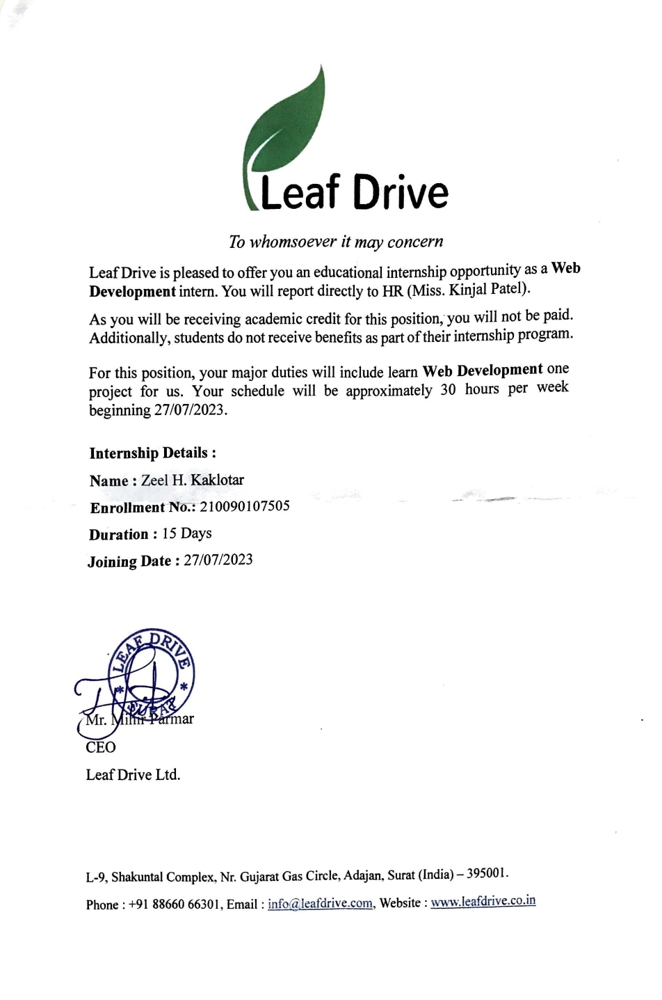 Leaf Drive
To whomsoever it may concern
Leaf Drive is pleased to offer you an educational internship opportunity as a Web
Development intern. You will report directly to HR (Miss. Kinjal Patel).
As you will be receiving academic credit for this position, you will not be paid.
Additionally, students do not receive benefits as part of their internship program.
For this position, your major duties will include learn Web Development one
project for us. Your schedule will be approximately 30 hours per week
beginning 27/07/2023.
Internship Details :
Name : Zeel H. Kaklotar
Enrollment No.: 210090107505
Duration : 15 Days
Joining Date : 27/07/2023
LEAF DRIVE
* *
SURAT
Mr. Mihir Parmar
CEO
Leaf Drive Ltd.
L-9, Shakuntal Complex, Nr. Gujarat Gas Circle, Adajan, Surat (India) – 395001.
Phone : +91 88660 66301, Email : info@leafdrive.com, Website : www.leafdrive.co.in